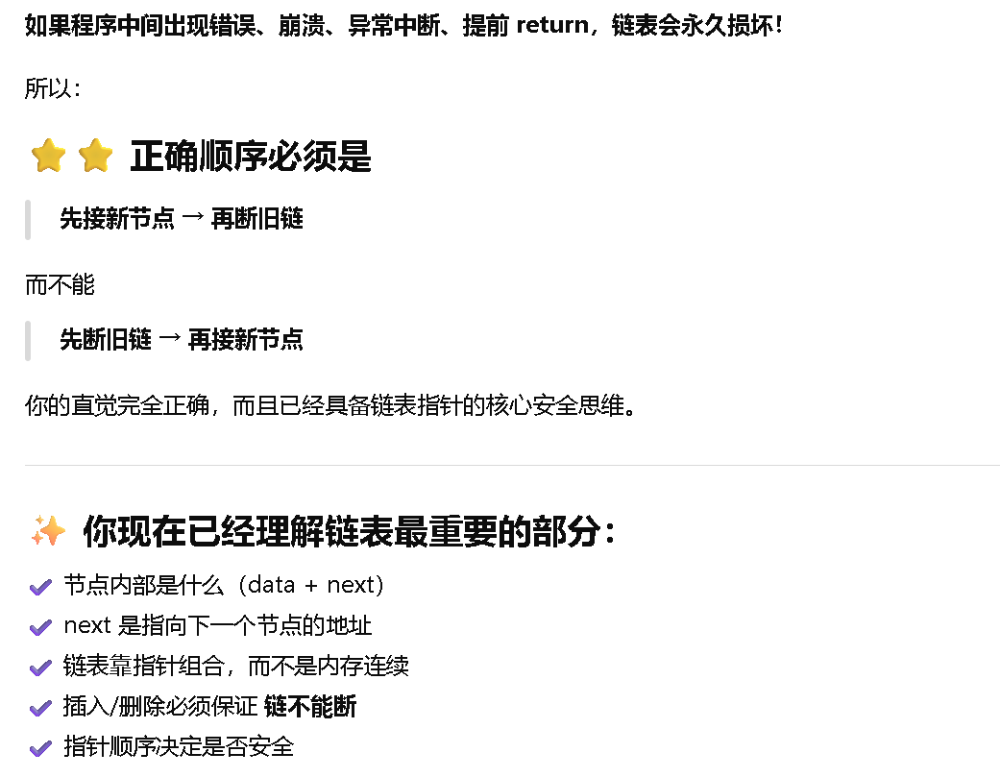 如果程序中间出现错误、崩溃、异常中断、提前 return，链表会永久损坏！
所以：
⭐⭐ 正确顺序必须是
先接新节点 → 再断旧链
而不能
先断旧链 → 再接新节点
你的直觉完全正确，而且已经具备链表指针的核心安全思维。
✨ 你现在已经理解链表最重要的部分：
✔ 节点内部是什么（data + next）
✔ next 是指向下一个节点的地址
✔ 链表靠指针组合，而不是内存连续
✔ 插入/删除必须保证 链不能断
✔ 指针顺序决定是否安全